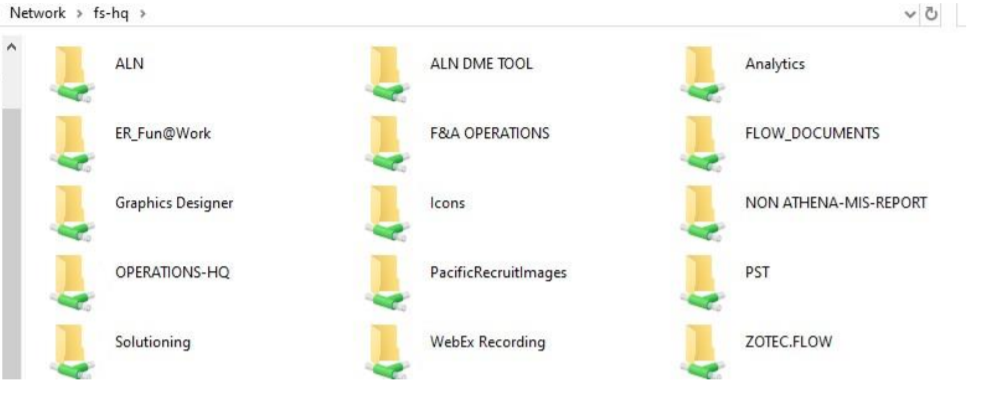 Network > fs-hq >
ALN
ALN DME TOOL
Analytics
ER_Fun@Work
F&A OPERATIONS
FLOW_DOCUMENTS
Graphics Designer
Icons
NON ATHENA-MIS-REPORT
OPERATIONS-HQ
PacificRecruitImages
PST
Solutioning
WebEx Recording
ZOTEC.FLOW